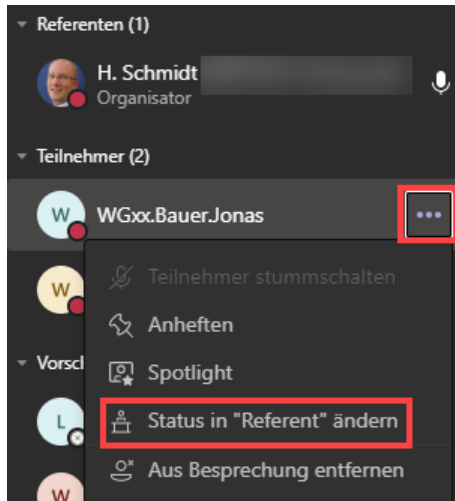 Referenten (1)
H. Schmidt
Organisator
Teilnehmer (2)
W
WGxx.Bauer.Jonas
W
Teilnehmer stummschalten
Anheften
Vorscl
Spotlight
L
Status in "Referent" ändern
Aus Besprechung entfernen
W